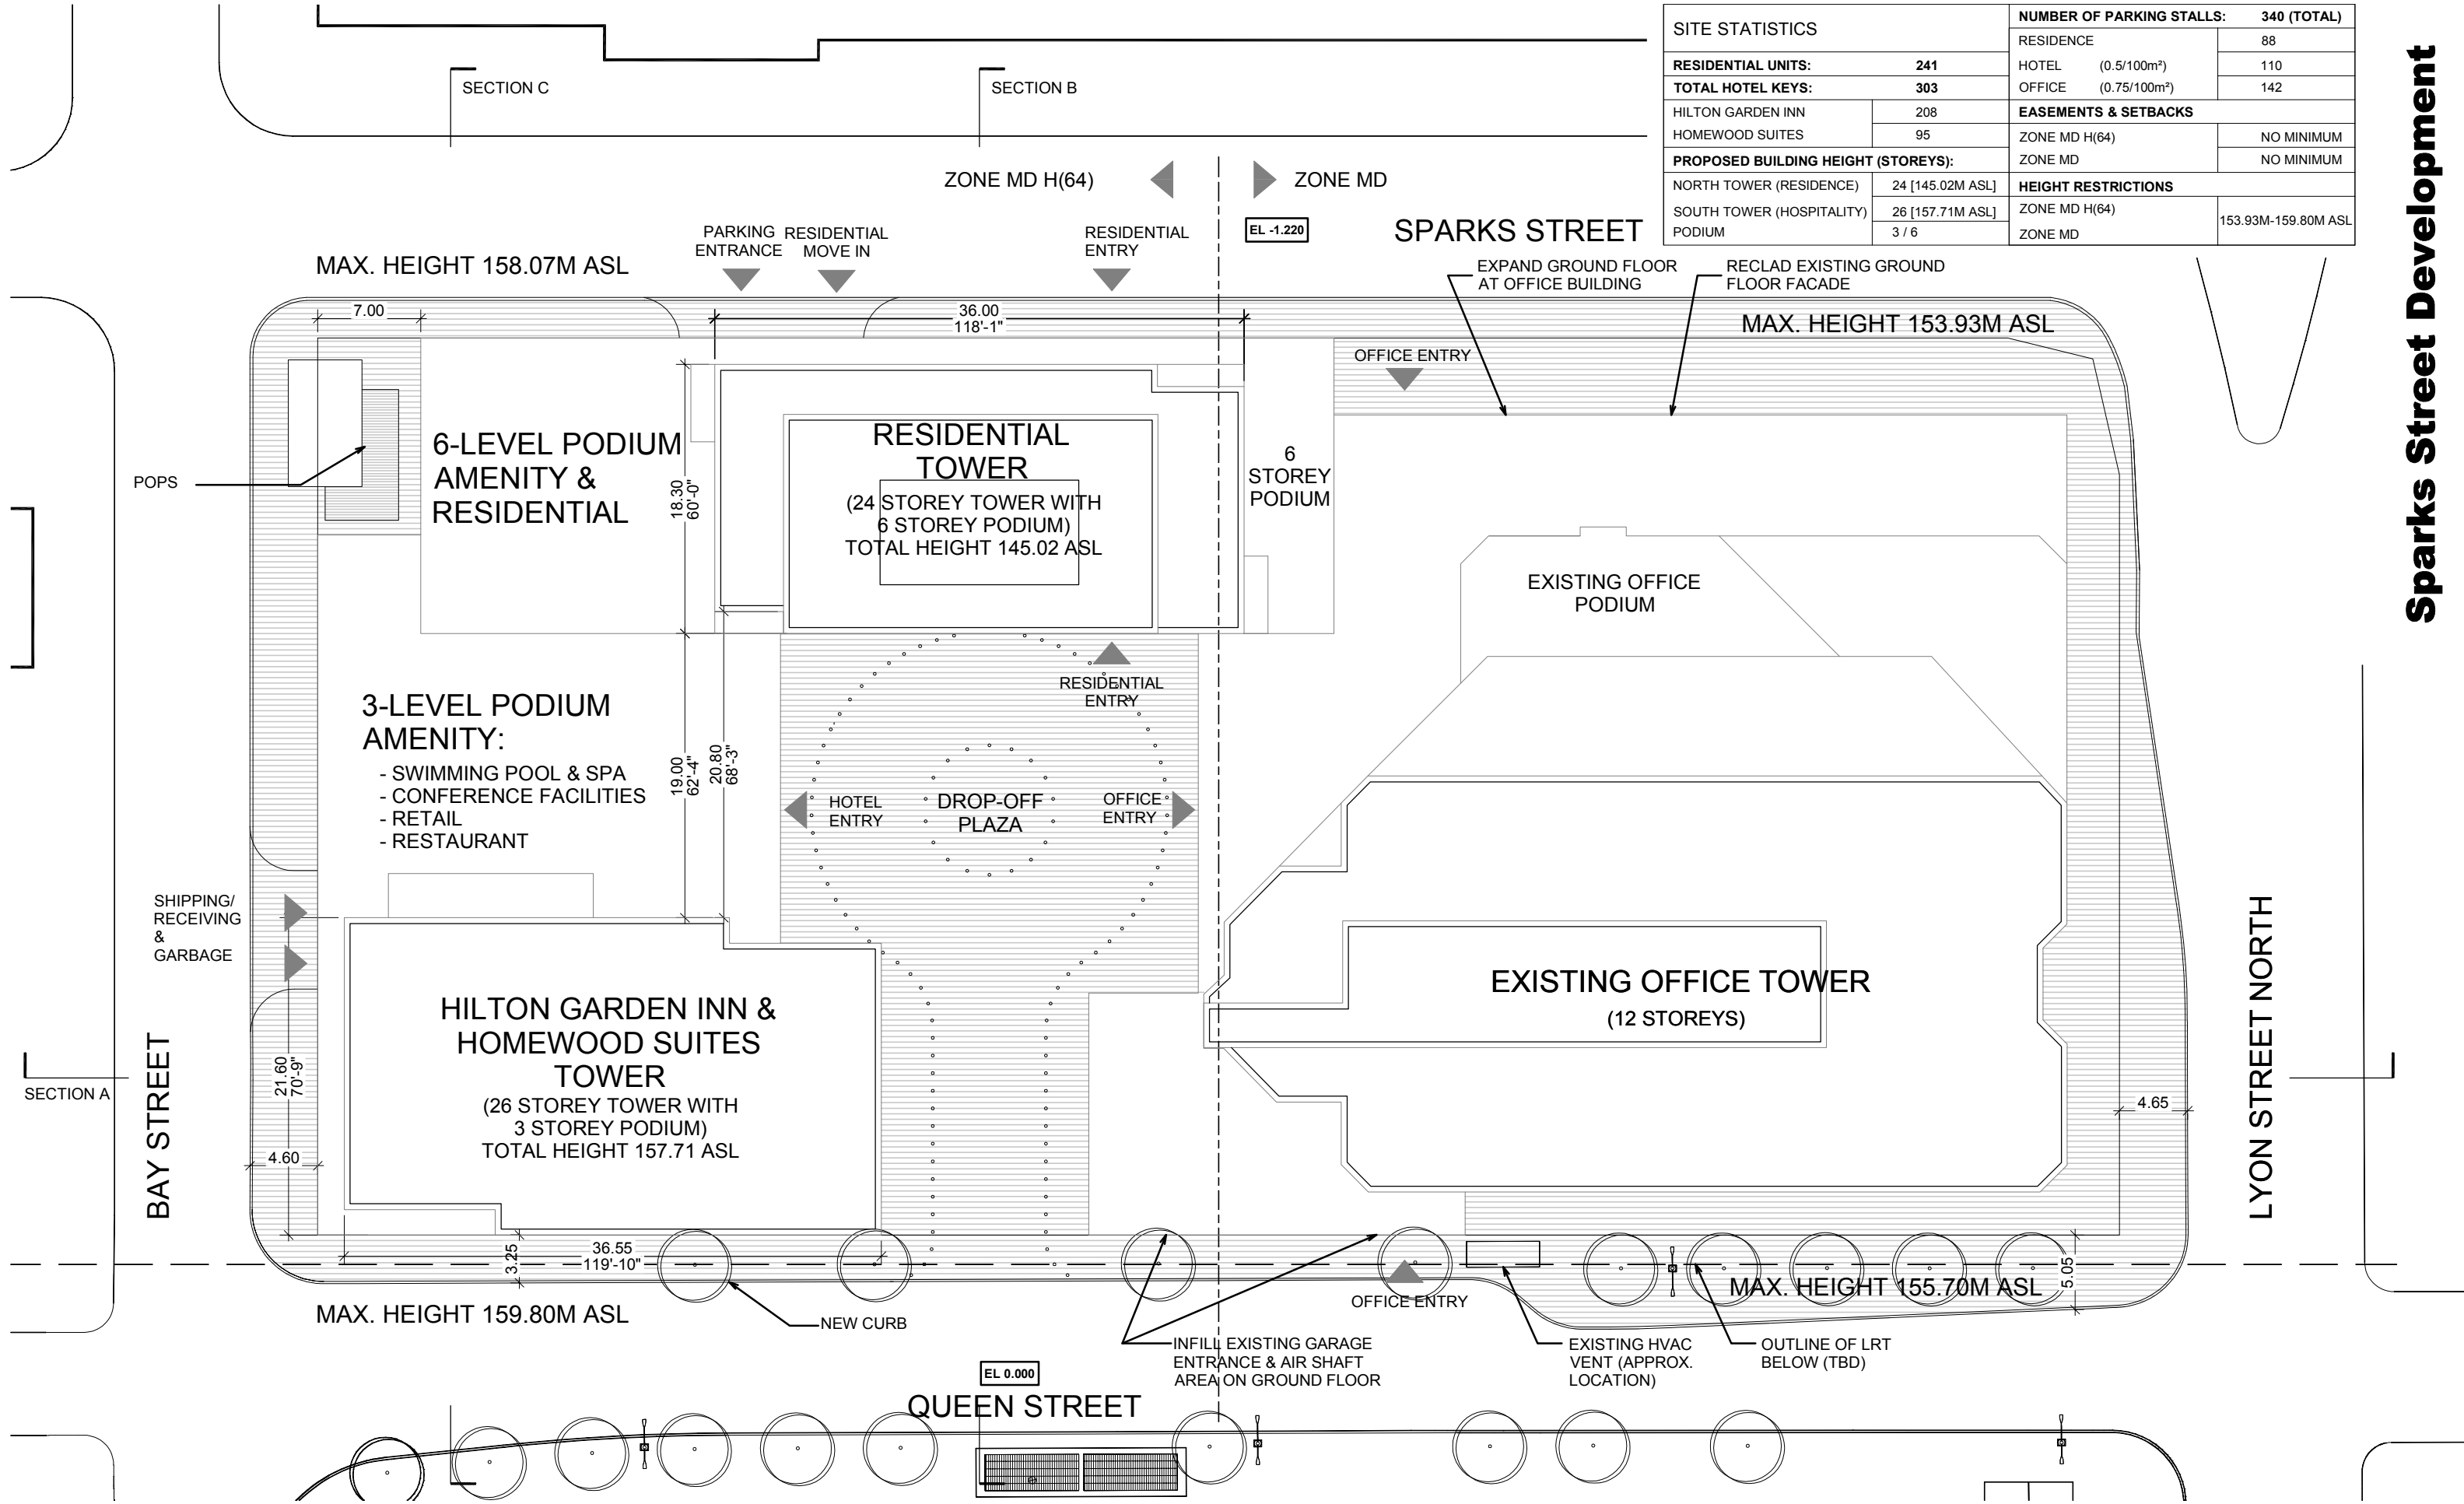 SITE STATISTICS
RESIDENTIAL UNITS: 241
TOTAL HOTEL KEYS: 303
HILTON GARDEN INN 208
HOMEWOOD SUITES 95
PROPOSED BUILDING HEIGHT (STOREYS):
NORTH TOWER (RESIDENCE) 24 [145.02M ASL]
SOUTH TOWER (HOSPITALITY) 26 [157.71M ASL]
PODIUM 3 / 6
NUMBER OF PARKING STALLS: 340 (TOTAL)
RESIDENCE 88
HOTEL (0.5/100m²) 110
OFFICE (0.75/100m²) 142
EASEMENTS & SETBACKS
ZONE MD H(64) NO MINIMUM
ZONE MD NO MINIMUM
HEIGHT RESTRICTIONS
ZONE MD H(64)
153.93M-159.80M ASL
ZONE MD
Sparks Street Development
SECTION C
SECTION B
ZONE MD H(64)
ZONE MD
PARKING
ENTRANCE
RESIDENTIAL
MOVE IN
RESIDENTIAL
ENTRY
EL -1.220
SPARKS STREET
MAX. HEIGHT 158.07M ASL
EXPAND GROUND FLOOR
AT OFFICE BUILDING
RECLAD EXISTING GROUND
FLOOR FACADE
7.00
36.00
118'-1"
MAX. HEIGHT 153.93M ASL
OFFICE ENTRY
POPS
6-LEVEL PODIUM
AMENITY &
RESIDENTIAL
18.30
60'-0"
RESIDENTIAL
TOWER
(24 STOREY TOWER WITH
6 STOREY PODIUM)
TOTAL HEIGHT 145.02 ASL
6
STOREY
PODIUM
EXISTING OFFICE
PODIUM
RESIDENTIAL
ENTRY
3-LEVEL PODIUM
AMENITY:
- SWIMMING POOL & SPA
- CONFERENCE FACILITIES
- RETAIL
- RESTAURANT
19.00
62'-4"
20.80
68'-3"
HOTEL
ENTRY
DROP-OFF
PLAZA
OFFICE
ENTRY
SHIPPING/
RECEIVING
&
GARBAGE
HILTON GARDEN INN &
HOMEWOOD SUITES
TOWER
(26 STOREY TOWER WITH
3 STOREY PODIUM)
TOTAL HEIGHT 157.71 ASL
EXISTING OFFICE TOWER
(12 STOREYS)
SECTION A
BAY STREET
21.60
70'-9"
4.60
LYON STREET NORTH
4.65
3.25
36.55
119'-10"
5.05
MAX. HEIGHT 159.80M ASL
NEW CURB
OFFICE ENTRY
MAX. HEIGHT 155.70M ASL
INFILL EXISTING GARAGE
ENTRANCE & AIR SHAFT
AREA ON GROUND FLOOR
EXISTING HVAC
VENT (APPROX.
LOCATION)
OUTLINE OF LRT
BELOW (TBD)
EL 0.000
QUEEN STREET